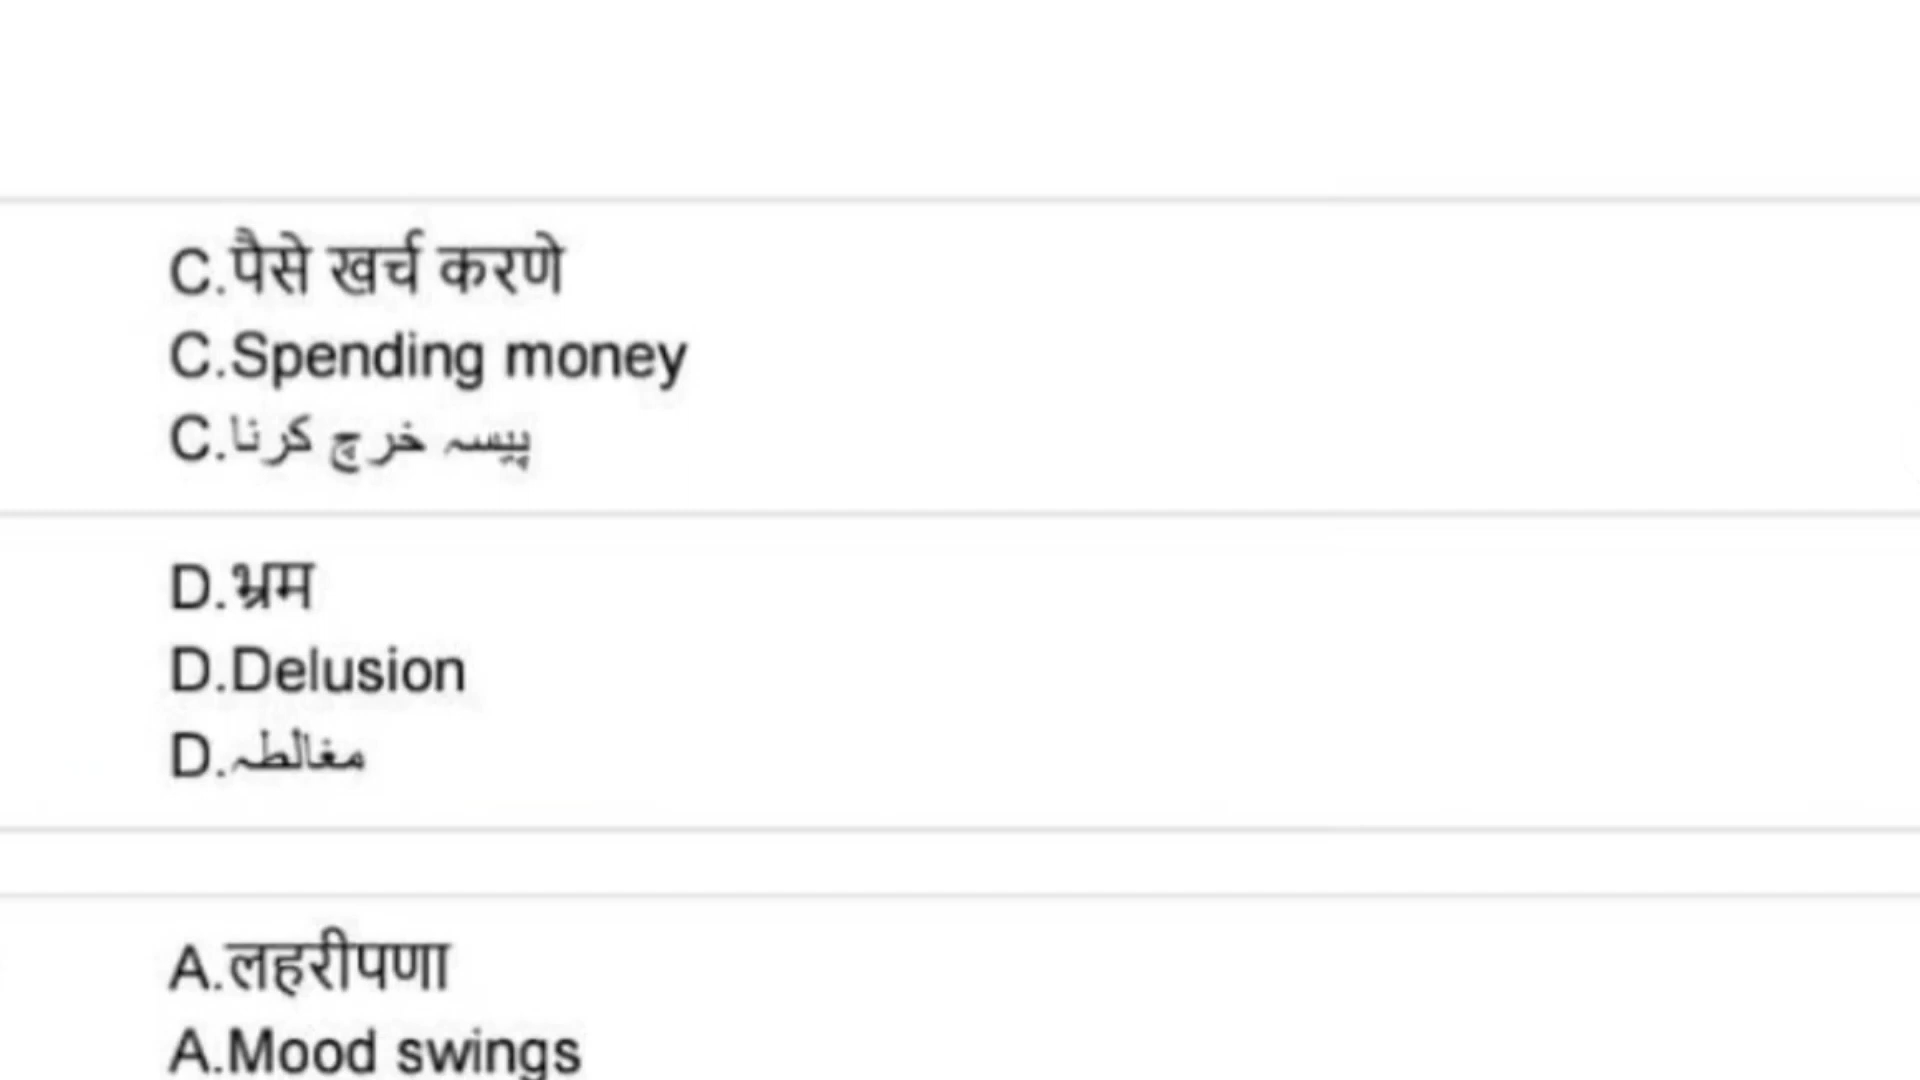 C.पैसे खर्च करणे
C.Spending money
C.پیسہ خرچ کرنا
D.भ्रम
D.Delusion
D.مغالطہ
A.लहरीपणा
A.Mood swings